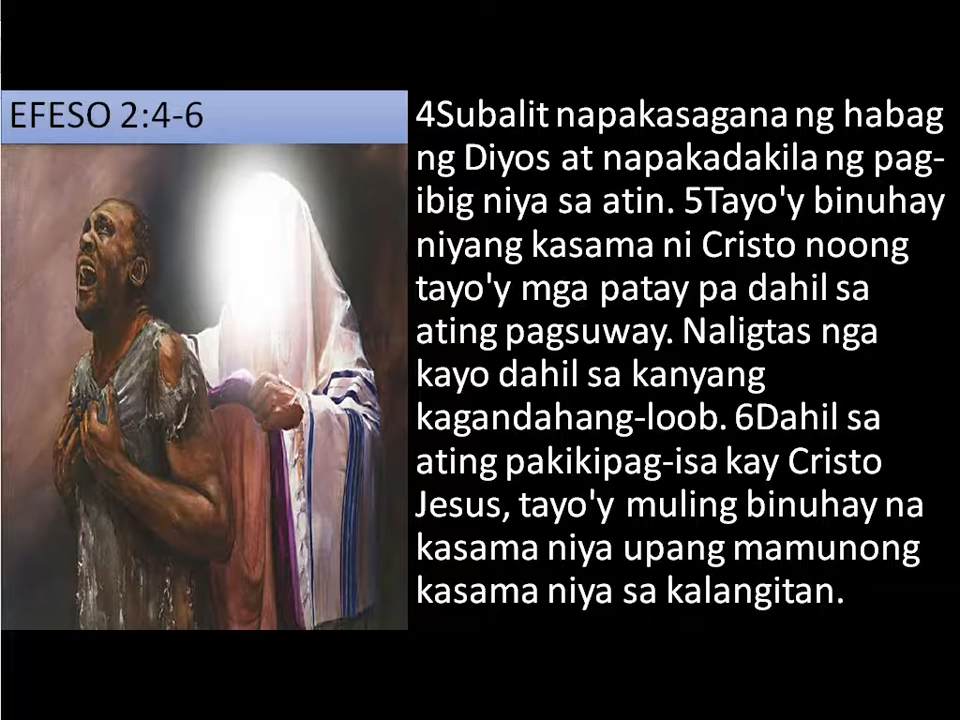 EFESO 2:4-6
4Subalit napakasagana ng habag
ng Diyos at napakadakila ng pag-
ibig niya sa atin. 5Tayo'y binuhay
niyang kasama ni Cristo noong
tayo'y mga patay pa dahil sa
ating pagsuway. Naligtas nga
kayo dahil sa kanyang
kagandahang-loob. 6Dahil sa
ating pakikipag-isa kay Cristo
Jesus, tayo'y muling binuhay na
kasama niya upang mamunong
kasama niya sa kalangitan.